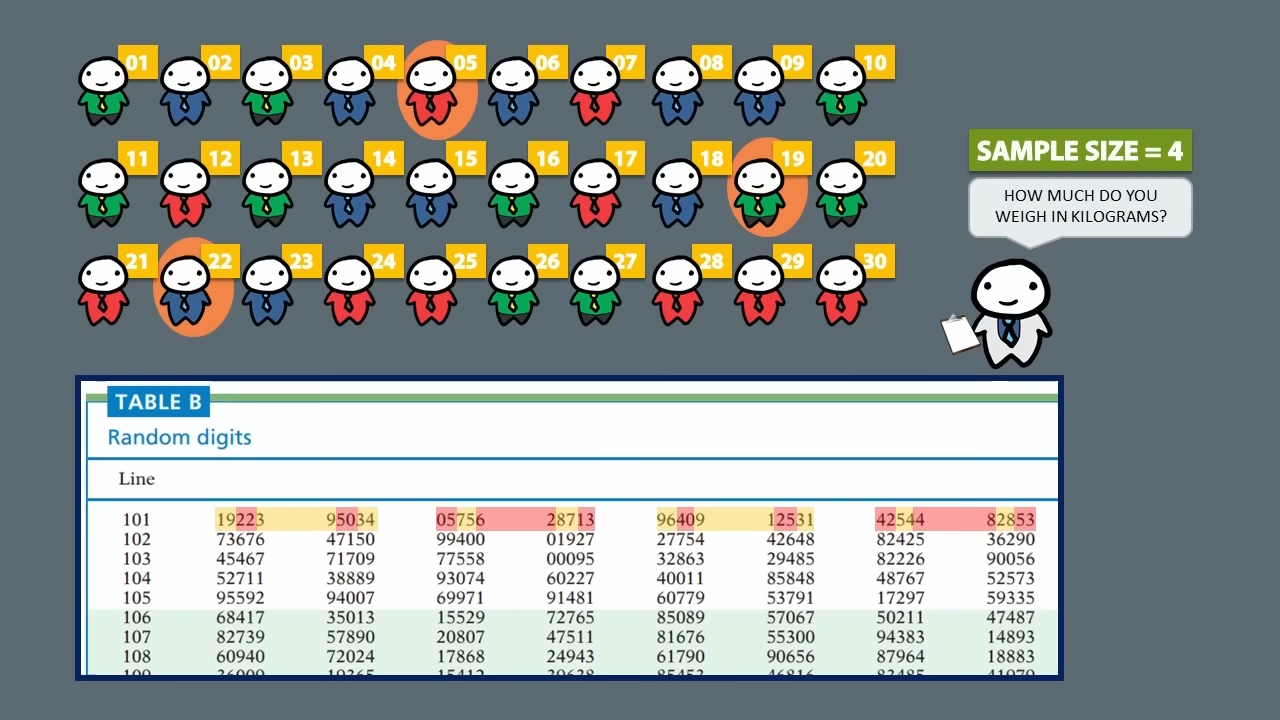 01 02 03 04 05 06 07 08 09 10
11 12 13 14 15 16 17 18 19 20
21 22 23 24 25 26 27 28 29 30
SAMPLE SIZE = 4
HOW MUCH DO YOU
WEIGH IN KILOGRAMS?
TABLE B
Random digits
Line
101 19223 95034 05756 28713 96409 12531 42544 82853
102 73676 47150 99400 01927 27754 42648 82425 36290
103 45467 71709 77558 00095 32863 29485 82226 90056
104 52711 38889 93074 60227 40011 85848 48767 52573
105 95592 94007 69971 91481 60779 53791 17297 59335
106 68417 35013 15529 72765 85089 57067 50211 47487
107 82739 57890 20807 47511 81676 55300 94383 14893
108 60940 72024 17868 24943 61790 90656 87964 18883